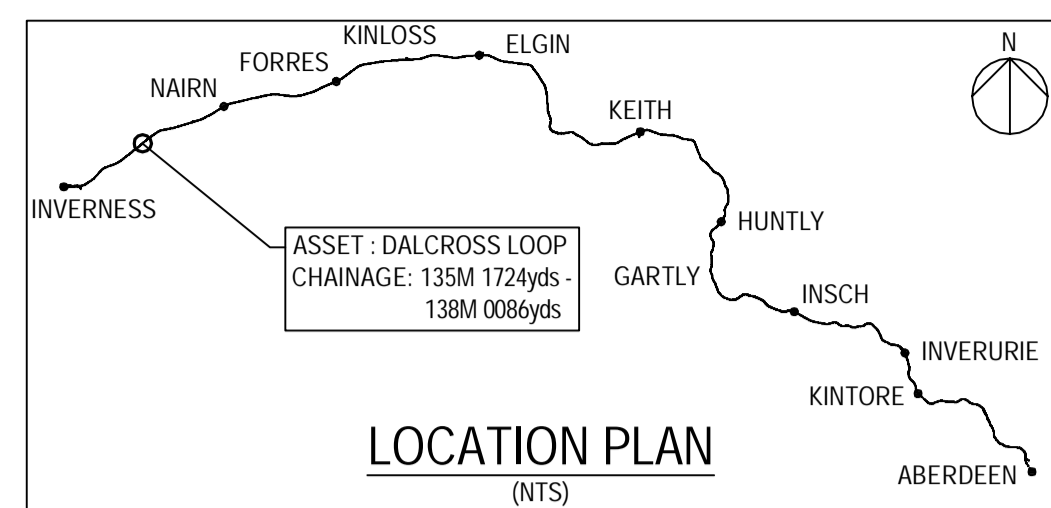 KINLOSS
ELGIN
N
FORRES
NAIRN
KEITH
INVERNESS
HUNTLY
ASSET : DALCROSS LOOP
CHAINAGE: 135M 1724yds -
138M 0086yds
GARTLY
INSCH
INVERURIE
KINTORE
LOCATION PLAN
(NTS)
ABERDEEN